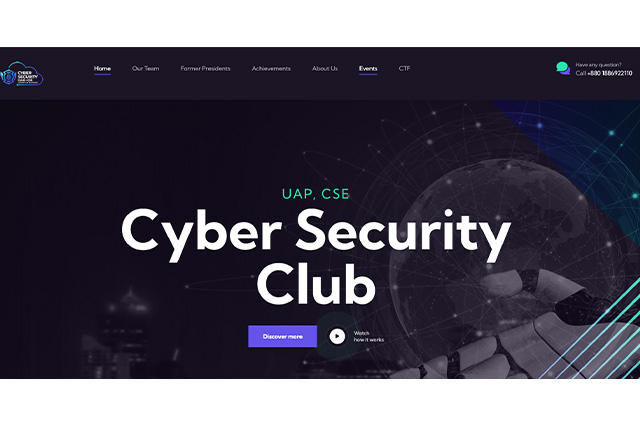 CYBER
SECURITY
Home
Our Team
Former Presidents
Achievements
About Us
Events
CTF
Have any question?
Call +880 1886922110
UAP, CSE
Cyber Security
Club
Discover more
Watch
how it works